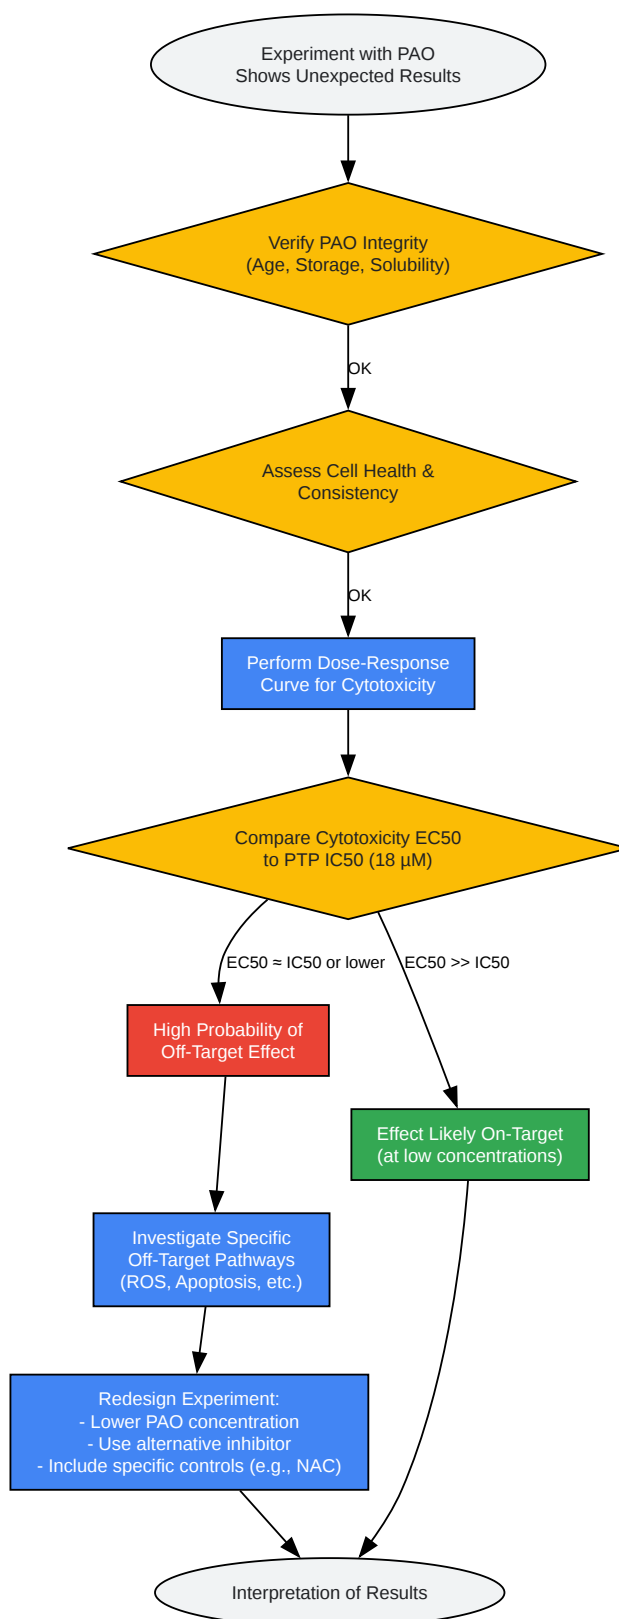 Experiment with PAO
Shows Unexpected Results
Verify PAO Integrity
(Age, Storage, Solubility)
OK
Assess Cell Health &
Consistency
OK
Perform Dose-Response
Curve for Cytotoxicity
Compare Cytotoxicity EC50
to PTP IC50 (18 µM)
EC50 ≈ IC50 or lower
EC50 >> IC50
High Probability of
Off-Target Effect
Effect Likely On-Target
(at low concentrations)
Investigate Specific
Off-Target Pathways
(ROS, Apoptosis, etc.)
Redesign Experiment:
- Lower PAO concentration
- Use alternative inhibitor
- Include specific controls (e.g., NAC)
Interpretation of Results